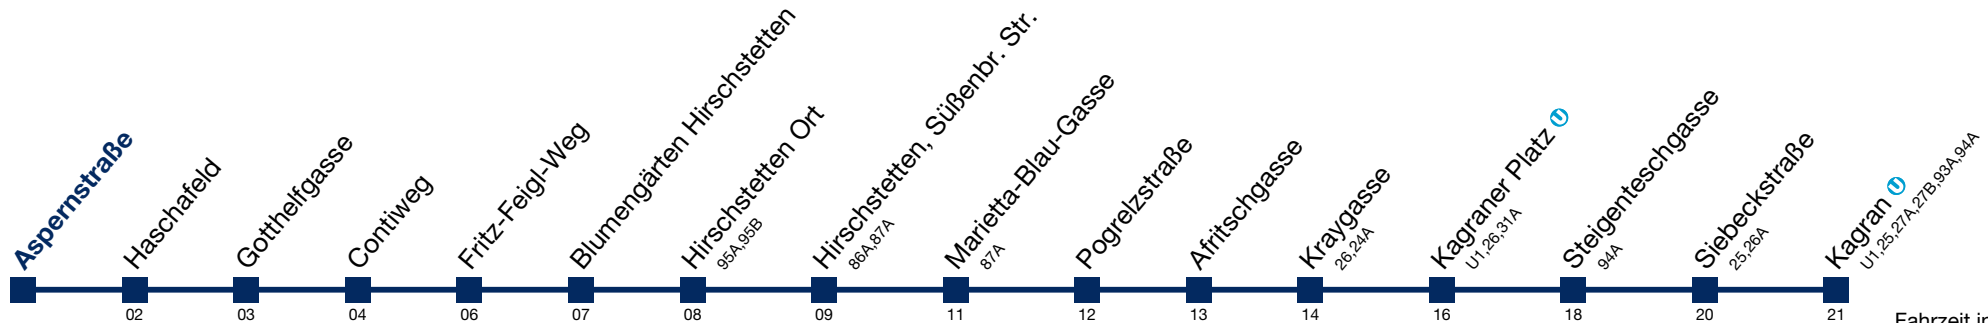 Aspernstraße
Haschafeld
Gotthelfgasse
Contiweg
Fritz-Feigl-Weg
Blumengärten Hirschstetten
Hirschstetten Ort
95A,95B
Hirschstetten, Süßenbr. Str.
86A,87A
Marietta-Blau-Gasse
87A
Pogrelzstraße
Afritschgasse
Kraygasse
26,24A
Kagraner Platz U
U1,26,31A
Steigenteschgasse
94A
Siebeckstraße
25,26A
Kagran U
U1,25,27A,27B,93A,94A
02 03 04 06 07 08 09 11 12 13 14 16 18 20 21
Fahrzeit in